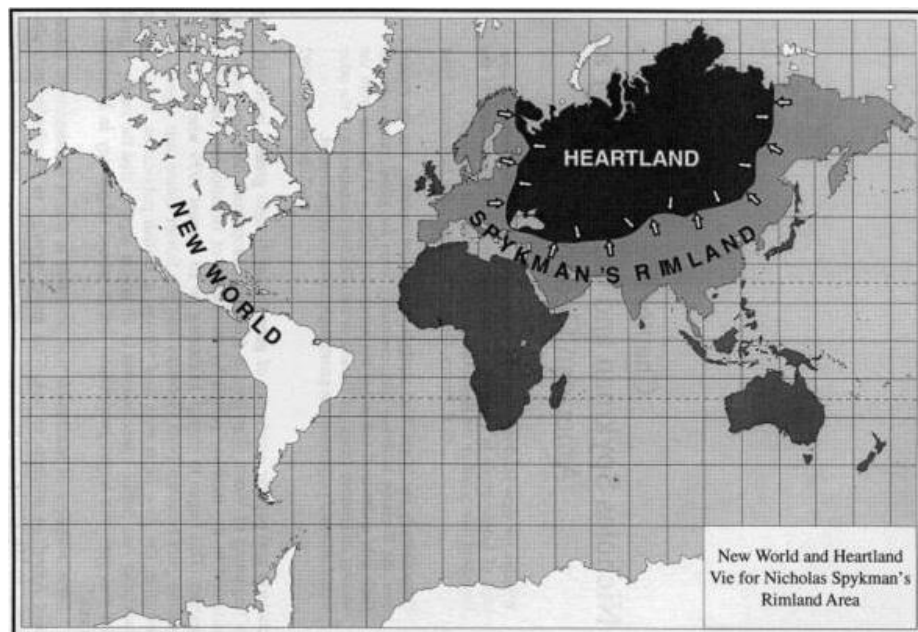 HEARTLAND
NEW WORLD
SPYKMAN'S RIMLAND
New World and Heartland
Vie for Nicholas Spykman's
Rimland Area